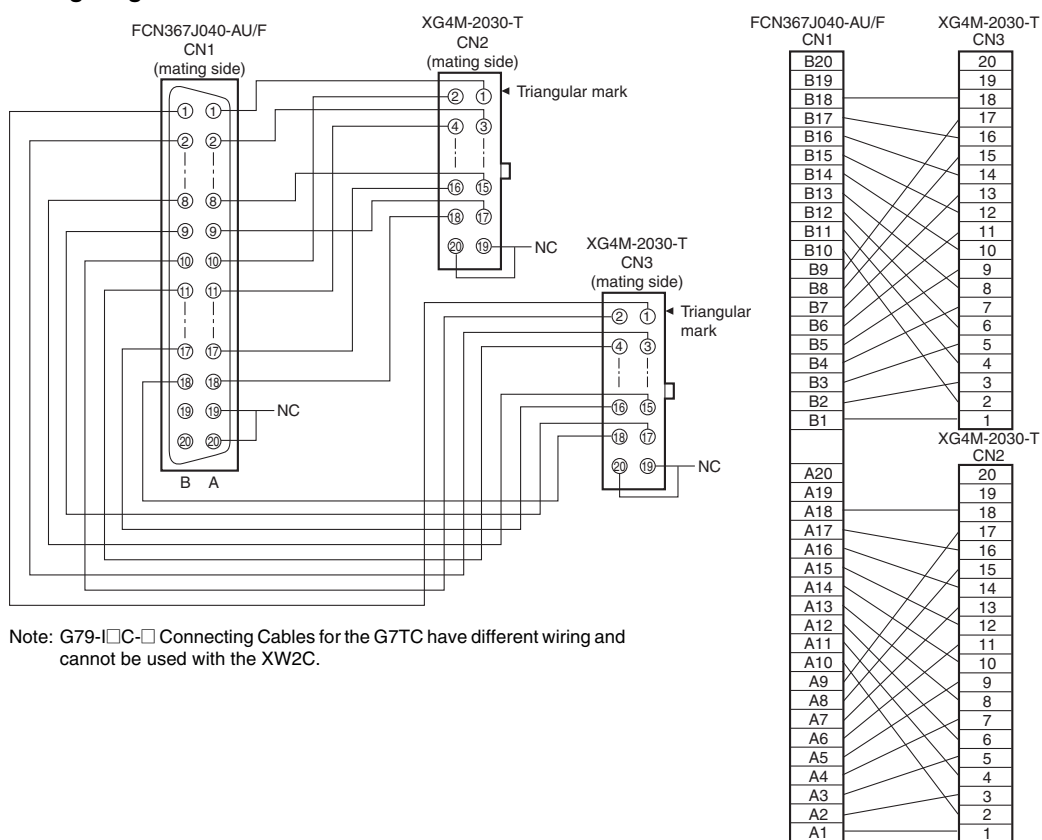 FCN367J040-AU/F
CN1
(mating side)
XG4M-2030-T
CN2
(mating side)
Triangular mark
① ①
② ②
⑧ ⑧
⑨ ⑨
⑩ ⑩
⑪ ⑪
⑰ ⑰
⑱ ⑱
⑲ ⑲
⑳ ⑳
NC
B A
② ①
④ ③
⑯ ⑮
⑱ ⑰
⑳ ⑲
NC
XG4M-2030-T
CN3
(mating side)
Triangular
mark
② ①
④ ③
⑯ ⑮
⑱ ⑰
⑳ ⑲
NC
Note: G79-I□C-□ Connecting Cables for the G7TC have different wiring and
cannot be used with the XW2C.
FCN367J040-AU/F XG4M-2030-T
CN1 CN3
B20 20
B19 19
B18 18
B17 17
B16 16
B15 15
B14 14
B13 13
B12 12
B11 11
B10 10
B9 9
B8 8
B7 7
B6 6
B5 5
B4 4
B3 3
B2 2
B1 1
XG4M-2030-T
CN2
A20 20
A19 19
A18 18
A17 17
A16 16
A15 15
A14 14
A13 13
A12 12
A11 11
A10 10
A9 9
A8 8
A7 7
A6 6
A5 5
A4 4
A3 3
A2 2
A1 1